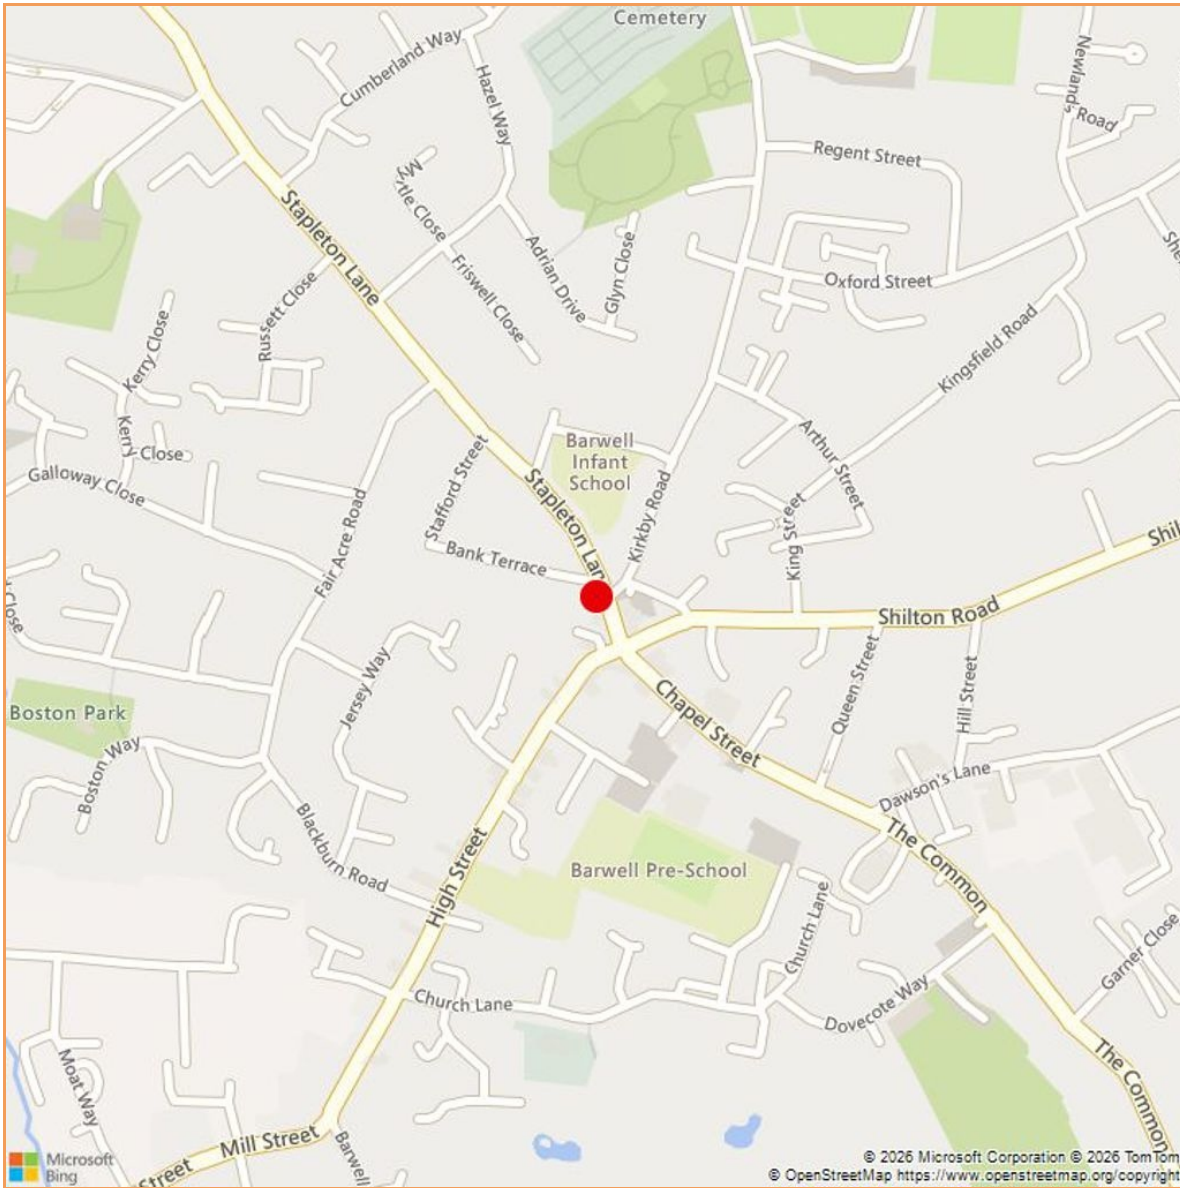 Cemetery
Cumberland Way
Hazel Way
Newlands Road
Regent Street
Myrtle Close
Stapleton Lane
Adrian Drive
Glyn Close
Friswell Close
Oxford Street
Russett Close
Kerry Close
Kingsfield Road
Kerry Close
Galloway Close
Stafford Street
Barwell
Infant
School
Arthur Street
Stapleton Lan
Fair Acre Road
Kirkby Road
King Street
Bank Terrace
Shil
Close
Shilton Road
Jersey Way
Queen Street
Hill Street
Boston Park
Chapel Street
Boston Way
Dawson's Lane
Blackburn Road
High Street
The Common
Barwell Pre-School
Church Lane
Garner Close
Church Lane
Dovecote Way
Moat Way
The Common
Mill Street
Street
Barwell
Microsoft
Bing
© 2026 Microsoft Corporation © 2026 TomTom
© OpenStreetMap https://www.openstreetmap.org/copyright